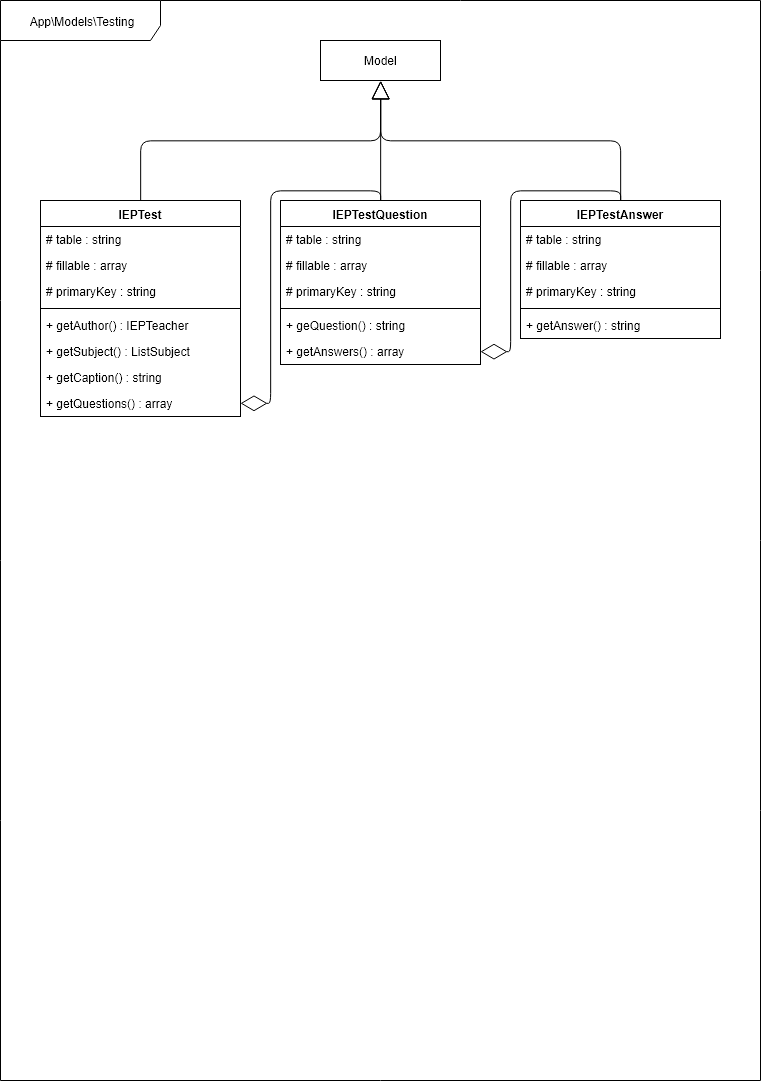 App\Models\Testing
Model
IEPTest
# table : string
# fillable : array
# primaryKey : string
+ getAuthor() : IEPTeacher
+ getSubject() : ListSubject
+ getCaption() : string
+ getQuestions() : array
IEPTestQuestion
# table : string
# fillable : array
# primaryKey : string
+ geQuestion() : string
+ getAnswers() : array
IEPTestAnswer
# table : string
# fillable : array
# primaryKey : string
+ getAnswer() : string